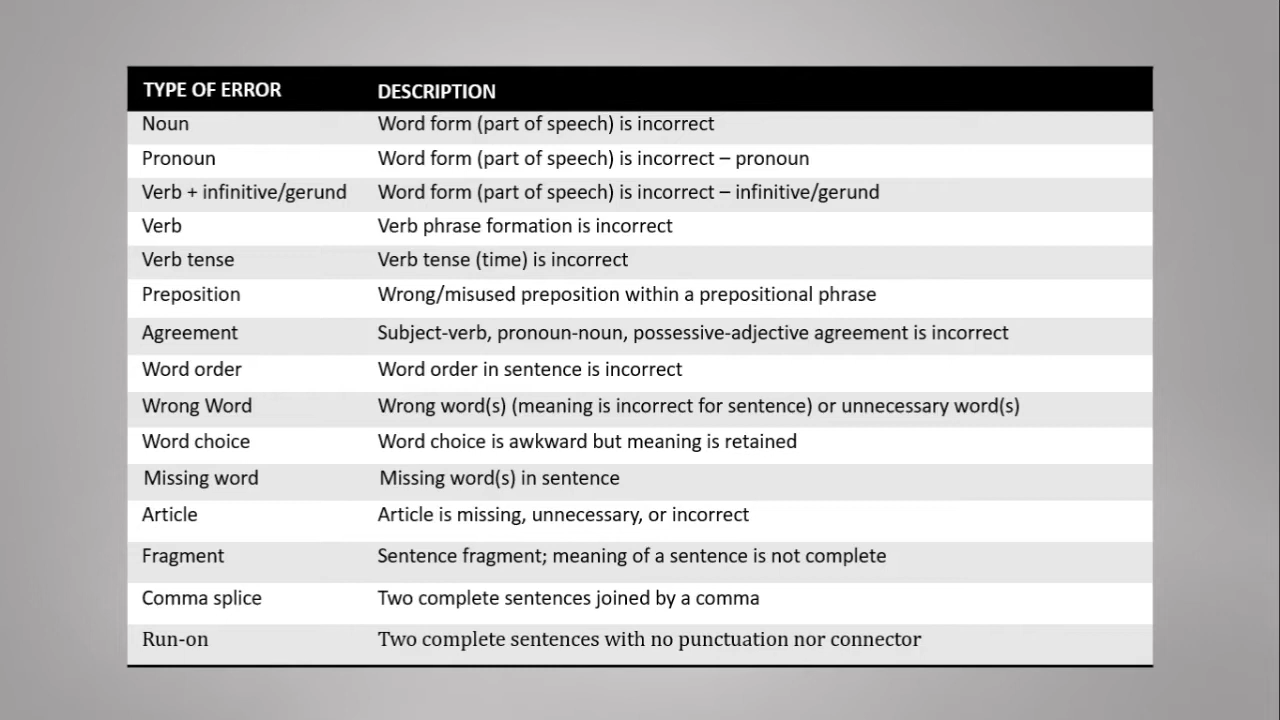 TYPE OF ERROR DESCRIPTION
Noun Word form (part of speech) is incorrect
Pronoun Word form (part of speech) is incorrect – pronoun
Verb + infinitive/gerund Word form (part of speech) is incorrect – infinitive/gerund
Verb Verb phrase formation is incorrect
Verb tense Verb tense (time) is incorrect
Preposition Wrong/misused preposition within a prepositional phrase
Agreement Subject-verb, pronoun-noun, possessive-adjective agreement is incorrect
Word order Word order in sentence is incorrect
Wrong Word Wrong word(s) (meaning is incorrect for sentence) or unnecessary word(s)
Word choice Word choice is awkward but meaning is retained
Missing word Missing word(s) in sentence
Article Article is missing, unnecessary, or incorrect
Fragment Sentence fragment; meaning of a sentence is not complete
Comma splice Two complete sentences joined by a comma
Run-on Two complete sentences with no punctuation nor connector